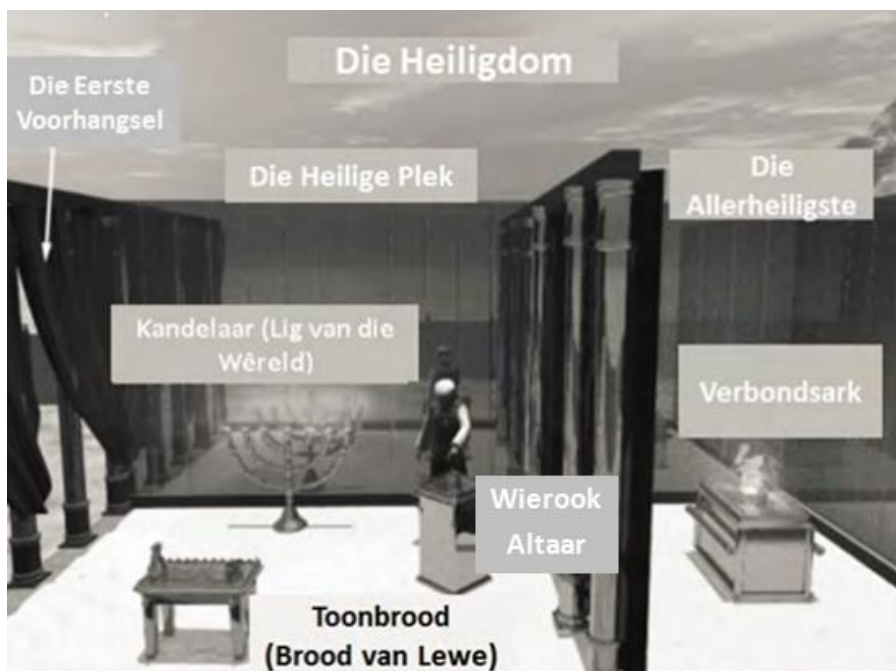 Die Heiligdom
Die Eerste
Voorhangsel
Die Heilige Plek
Die
Allerheiligste
Kandelaar (Lig van die
Wêreld)
Verbondsark
Wierook
Altaar
Toonbrood
(Brood van Lewe)